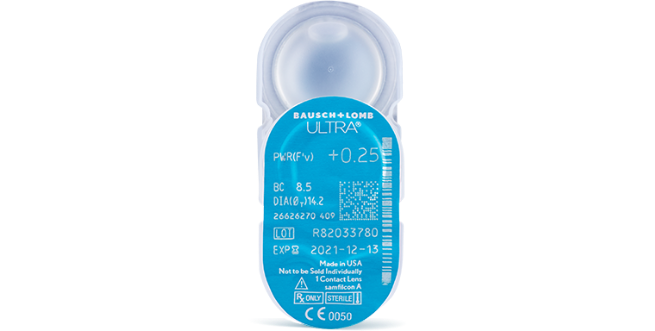 BAUSCH + LOMB
ULTRA®
PWR(F'v) +0.25
BC 8.5
DIA(Ø,)14.2
26626270 409
LOT R82033780
EXP 2021-12-13
Made in USA
Not to be Sold Individually
1 Contact Lens
samfilcon A
Rx ONLY STERILE
CE 0050